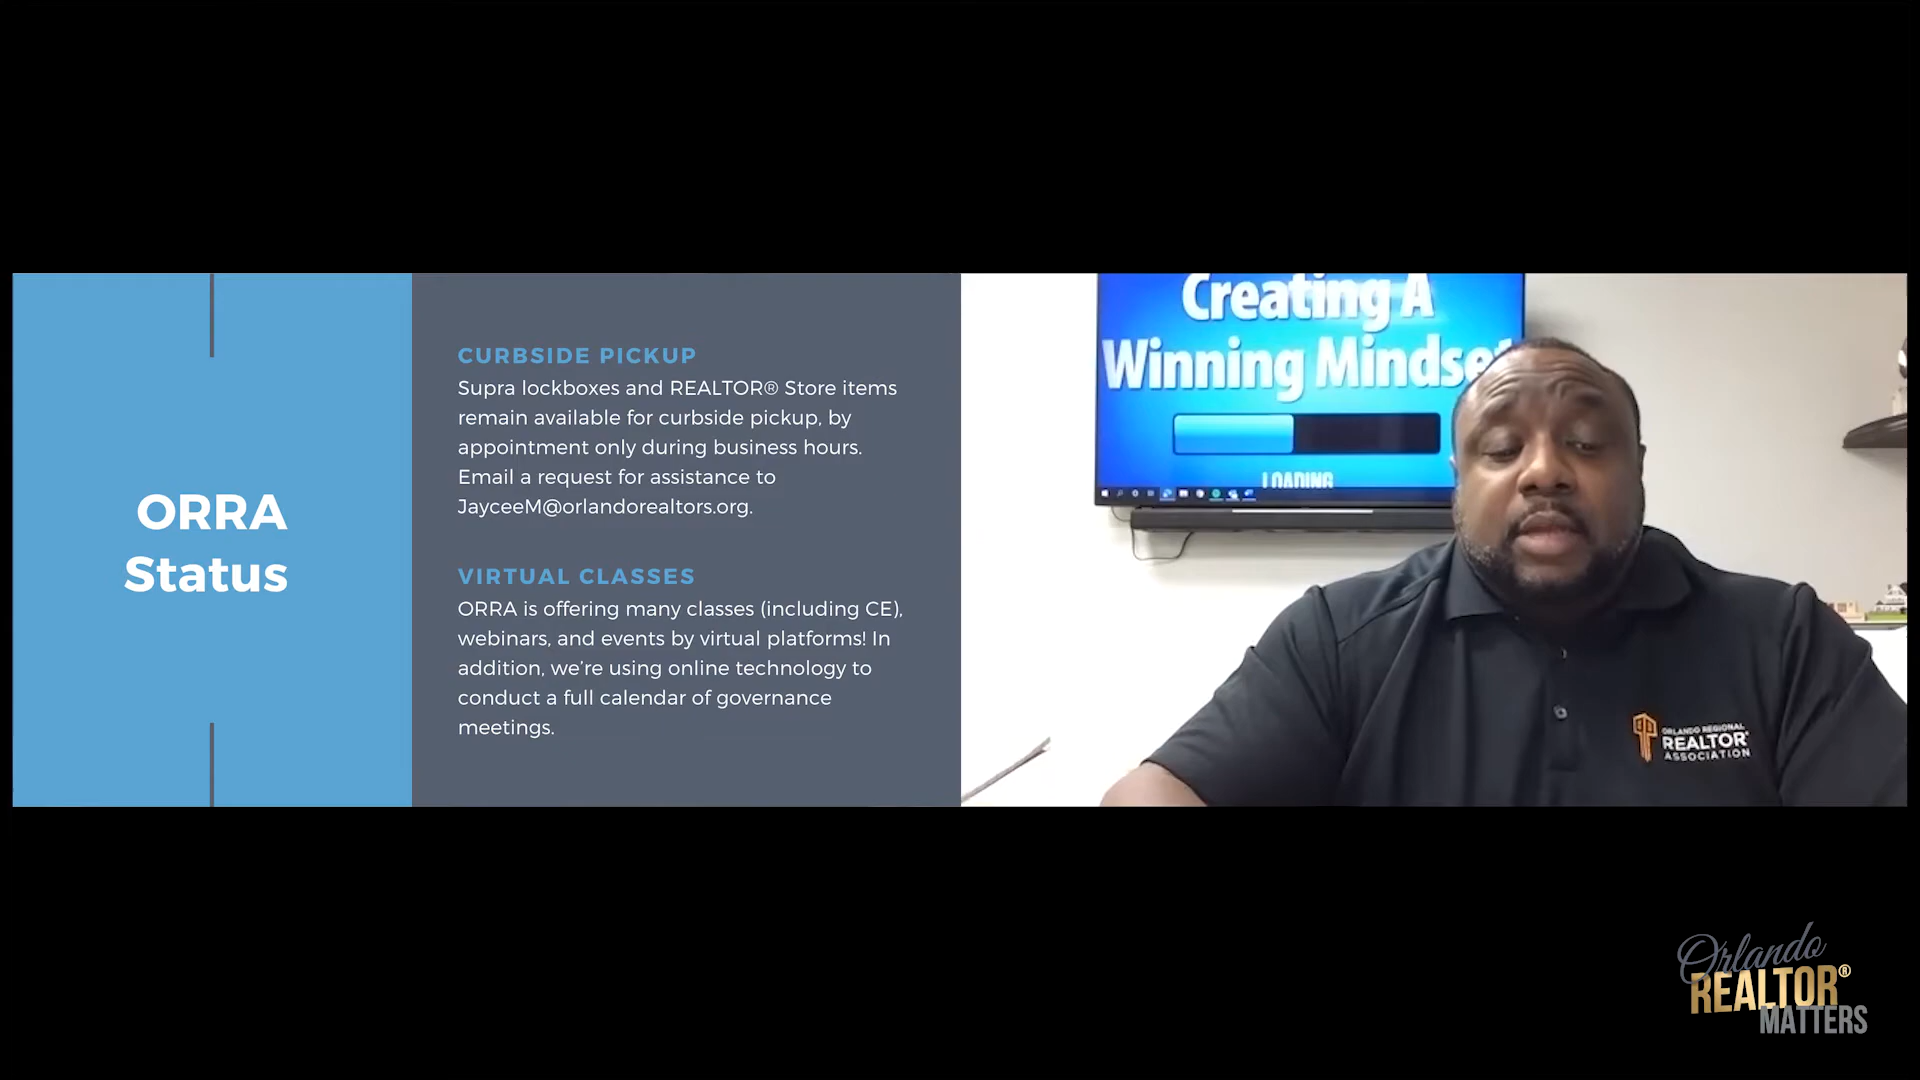 ORRA
Status
CURBSIDE PICKUP
Supra lockboxes and REALTOR® Store items
remain available for curbside pickup, by
appointment only during business hours.
Email a request for assistance to
JayceeM@orlandorealtors.org.
VIRTUAL CLASSES
ORRA is offering many classes (including CE),
webinars, and events by virtual platforms! In
addition, we're using online technology to
conduct a full calendar of governance
meetings.
Creating A
Winning Mindset
LOADING
ORLANDO REGIONAL
REALTOR®
ASSOCIATION
Orlando
REALTOR®
MATTERS